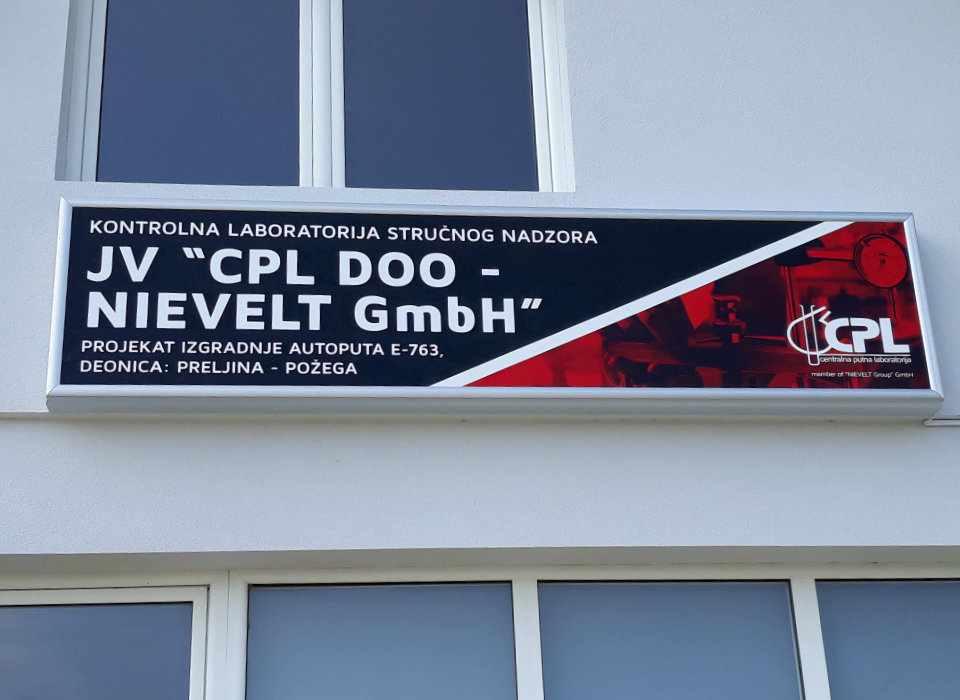 KONTROLNA LABORATORIJA STRUČNOG NADZORA
JV "CPL DOO -
NIEVELT GmbH"
PROJEKAT IZGRADNJE AUTOPUTA E-763,
DEONICA: PRELJINA - POŽEGA
CPL
centralna putna laboratorija
member of "NIEVELT Group" GmbH